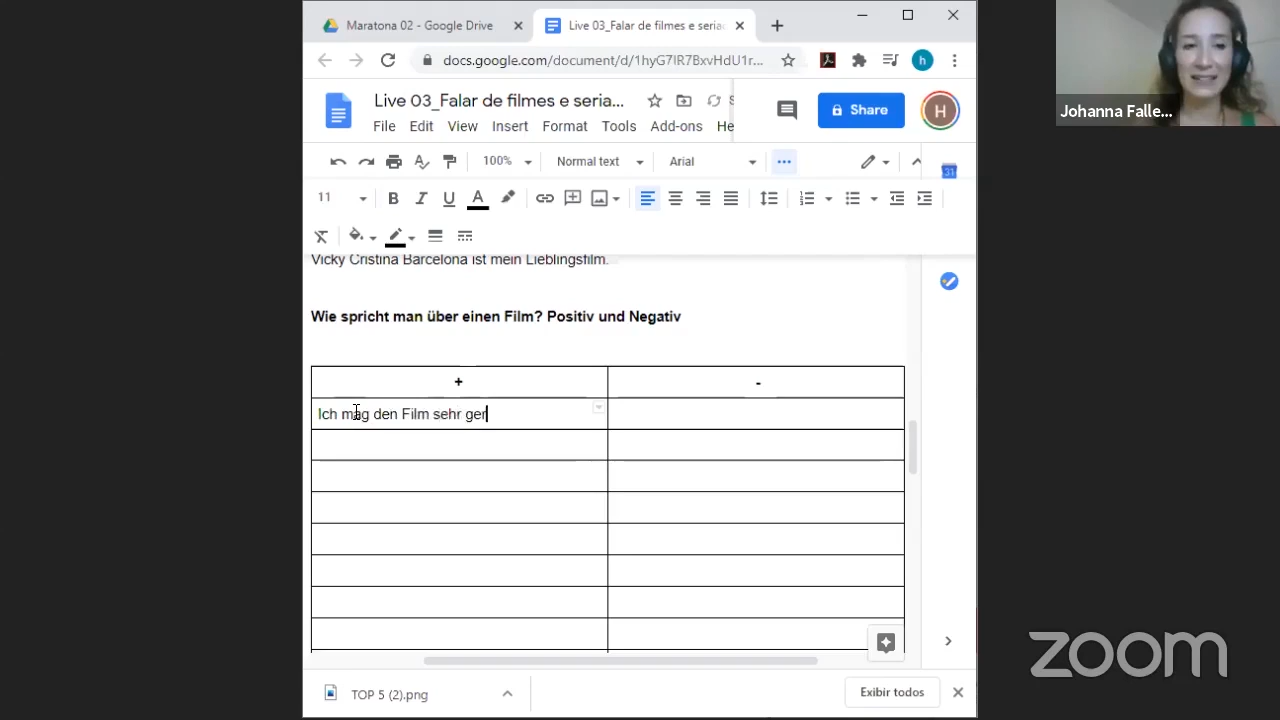 Maratona 02 - Google Drive
Live 03_Falar de filmes e seria
docs.google.com/document/d/1hyG7IR7BxvHdU1r...
h
Johanna Falle...
Live 03_Falar de filmes e seria...
S
File Edit View Insert Format Tools Add-ons He
Share
H
100% Normal text Arial
31
11 B I U A
Vicky Cristina Barcelona ist mein Lieblingsfilm.
Wie spricht man über einen Film? Positiv und Negativ
+ -
Ich mag den Film sehr ger
zoom
TOP 5 (2).png
Exibir todos